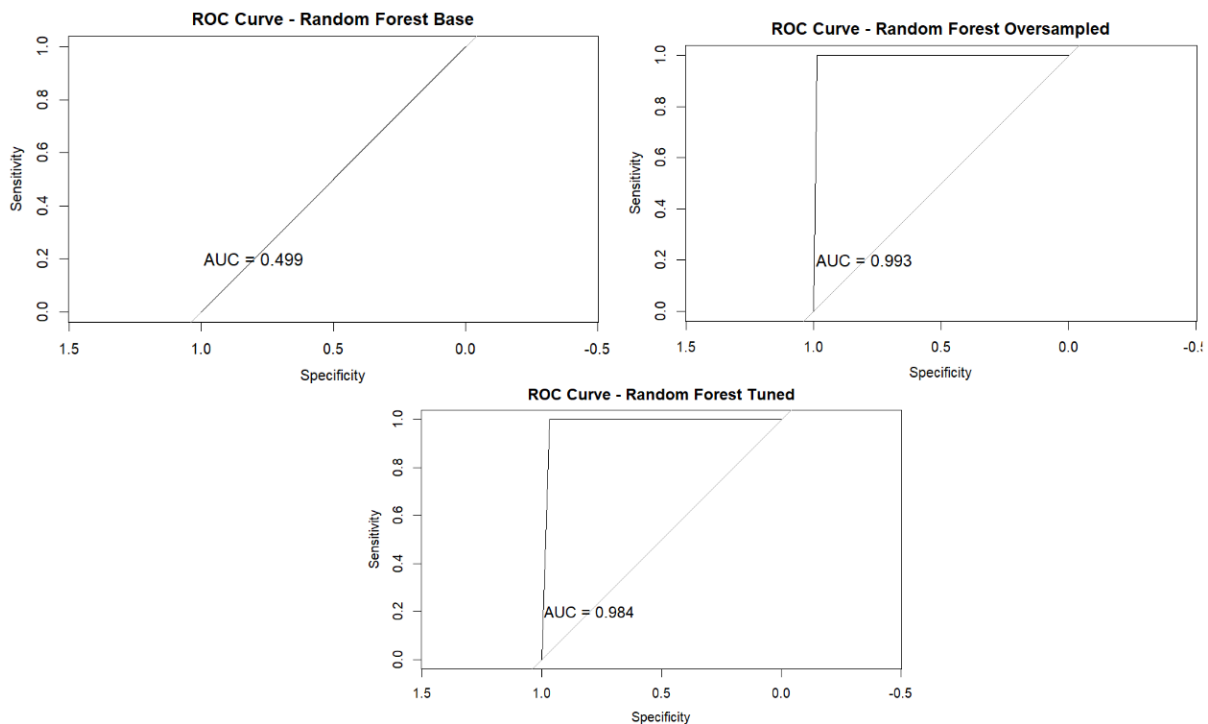 ROC Curve - Random Forest Base
Sensitivity
1.0
0.8
0.6
0.4
0.2
0.0
AUC = 0.499
1.5 1.0 0.5 0.0 -0.5
Specificity
ROC Curve - Random Forest Oversampled
Sensitivity
1.0
0.8
0.6
0.4
0.2
0.0
AUC = 0.993
1.5 1.0 0.5 0.0 -0.5
Specificity
ROC Curve - Random Forest Tuned
Sensitivity
1.0
0.8
0.6
0.4
0.2
0.0
AUC = 0.984
1.5 1.0 0.5 0.0 -0.5
Specificity